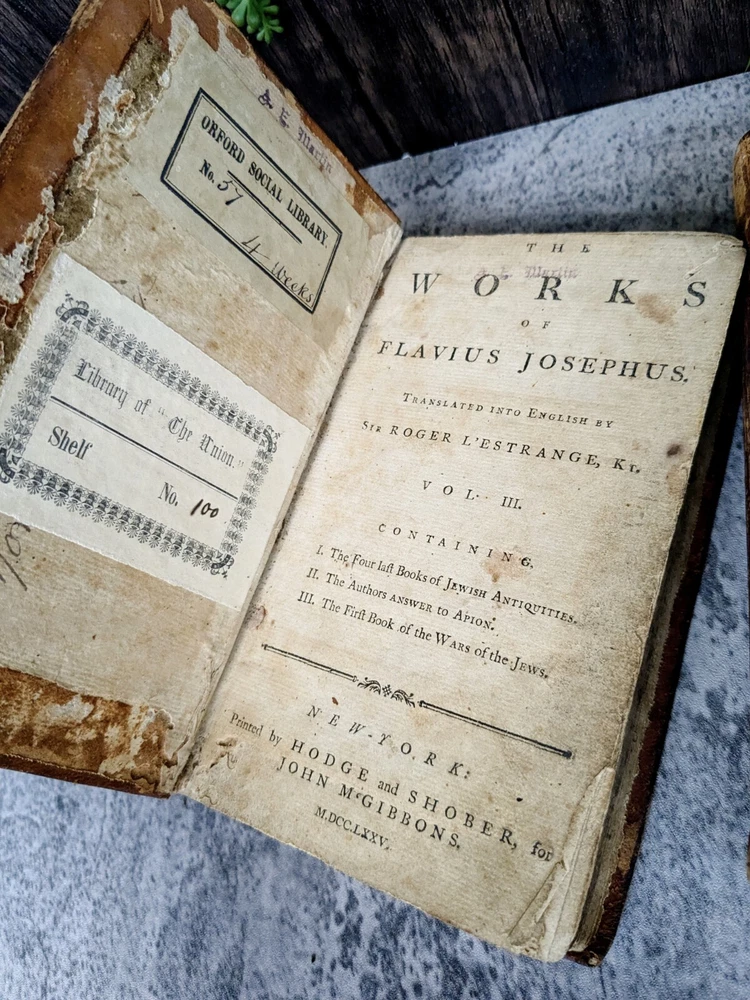 A. E. Martin
ORFORD SOCIAL LIBRARY.
No. 57
4 Weeks
Library of "The Union."
Shelf
No. 100
THE
A. E. Martin
WORKS
OF
FLAVIUS JOSEPHUS.
TRANSLATED INTO ENGLISH BY
SIR ROGER L'ESTRANGE, KT.
VOL. III.
CONTAINING,
I. The Four laſt Books of JEWISH ANTIQUITIES.
II. The Authors ANSWER TO APION.
III. The Firſt Book of the WARS of the JEWS.
NEW-YORK:
Printed by HODGE and SHOBER, for
JOHN McGIBBONS.
M,DCC,LXXV.